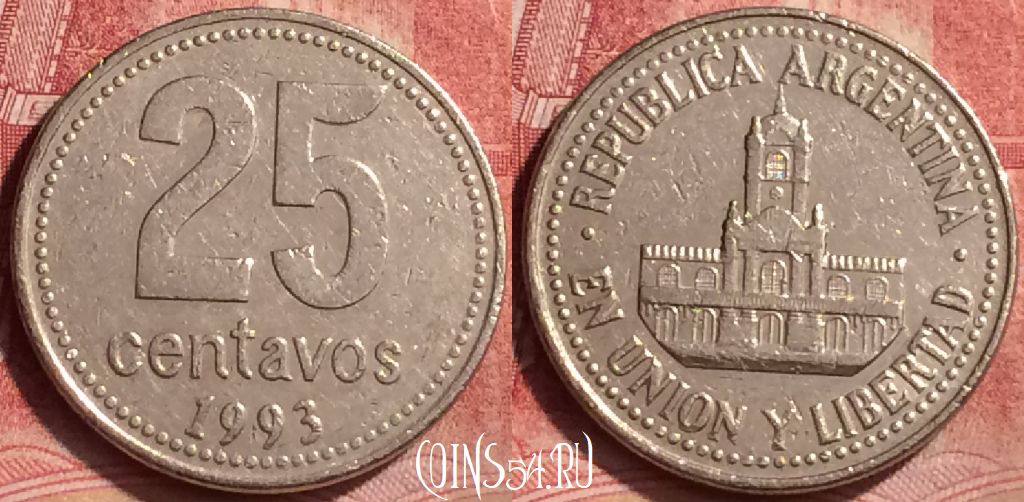 25
centavos
1993
· REPUBLICA ARGENTINA ·
EN UNION Y LIBERTAD
COINS54.RU